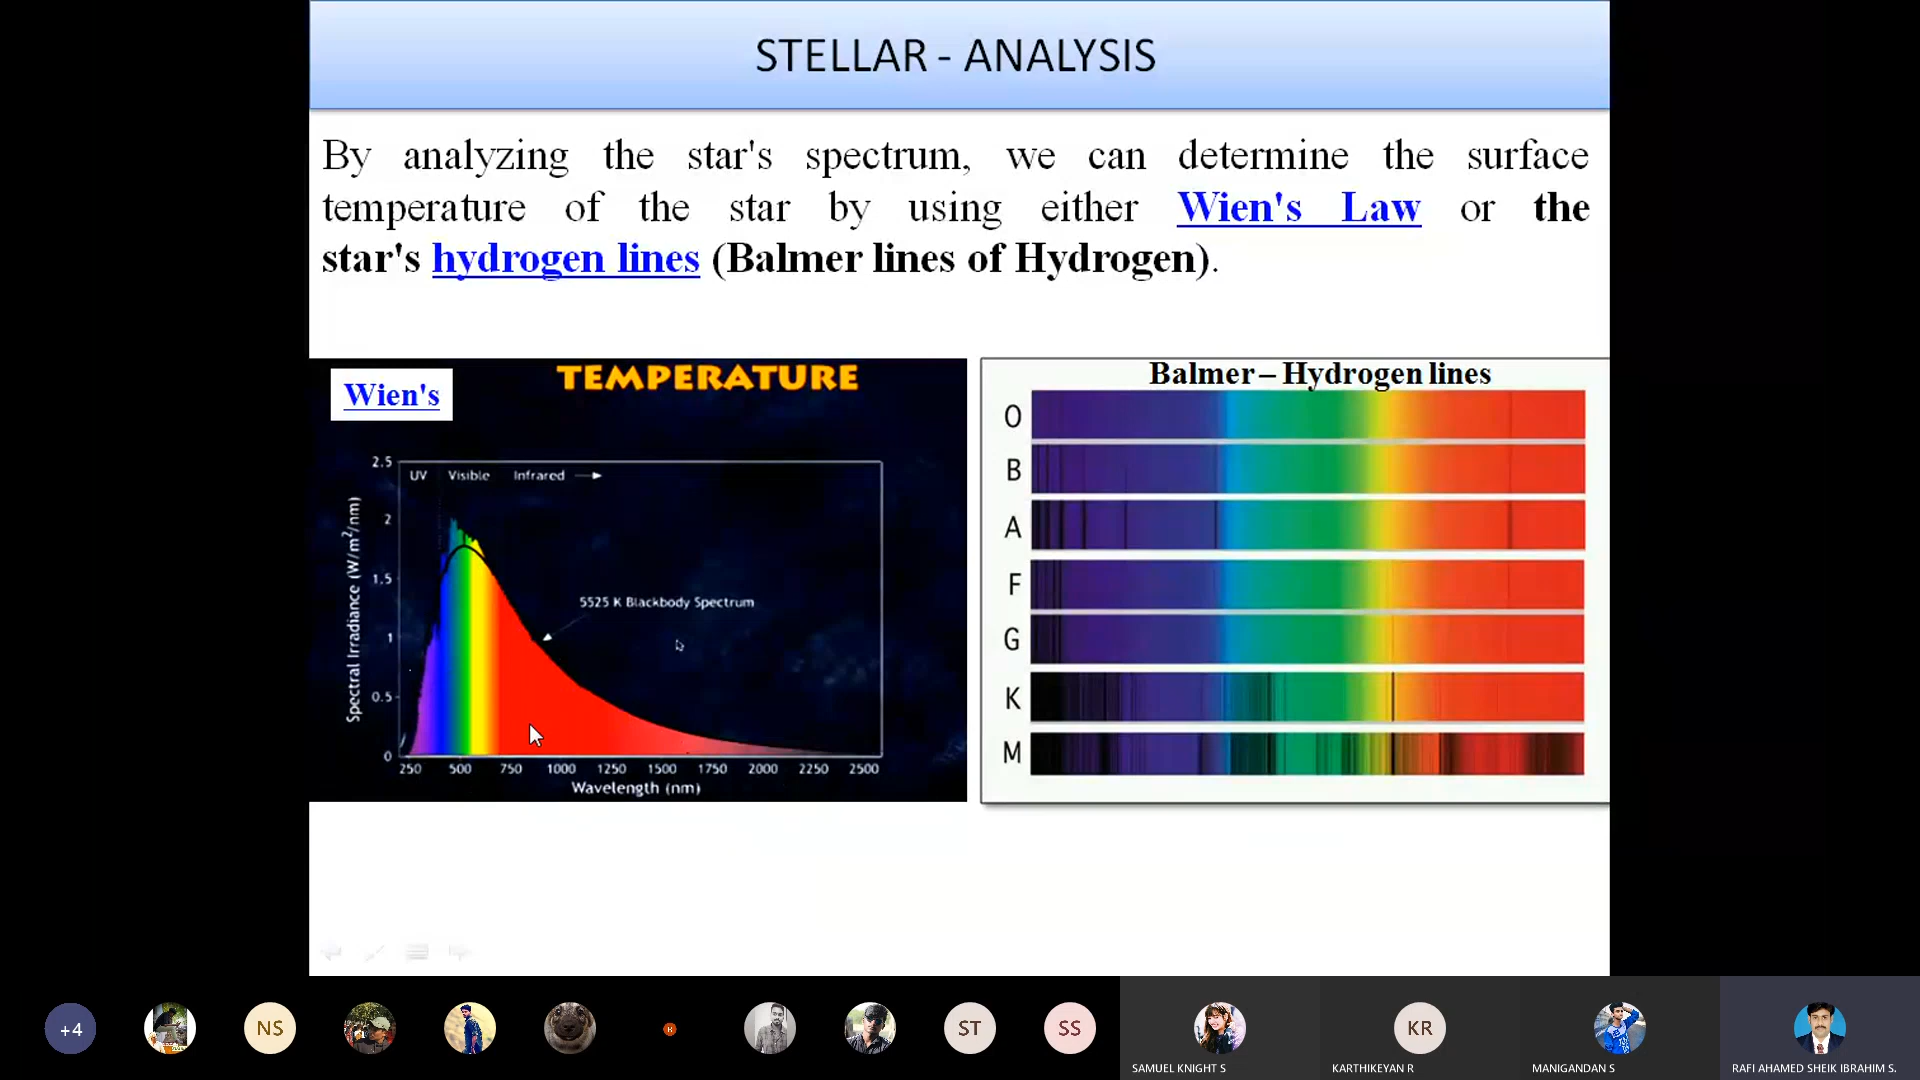 STELLAR - ANALYSIS
By analyzing the star's spectrum, we can determine the surface
temperature of the star by using either Wien's Law or the
star's hydrogen lines (Balmer lines of Hydrogen).
Wien's
TEMPERATURE
2.5
UV Visible Infrared
2
1.5
1
0.5
0
Spectral Irradiance (W/m²/nm)
5525 K Blackbody Spectrum
250 500 750 1000 1250 1500 1750 2000 2250 2500
Wavelength (nm)
Balmer – Hydrogen lines
O
B
A
F
G
K
M
+4
NS
ST
SS
KR
SAMUEL KNIGHT S
KARTHIKEYAN R
MANIGANDAN S
RAFI AHAMED SHEIK IBRAHIM S.